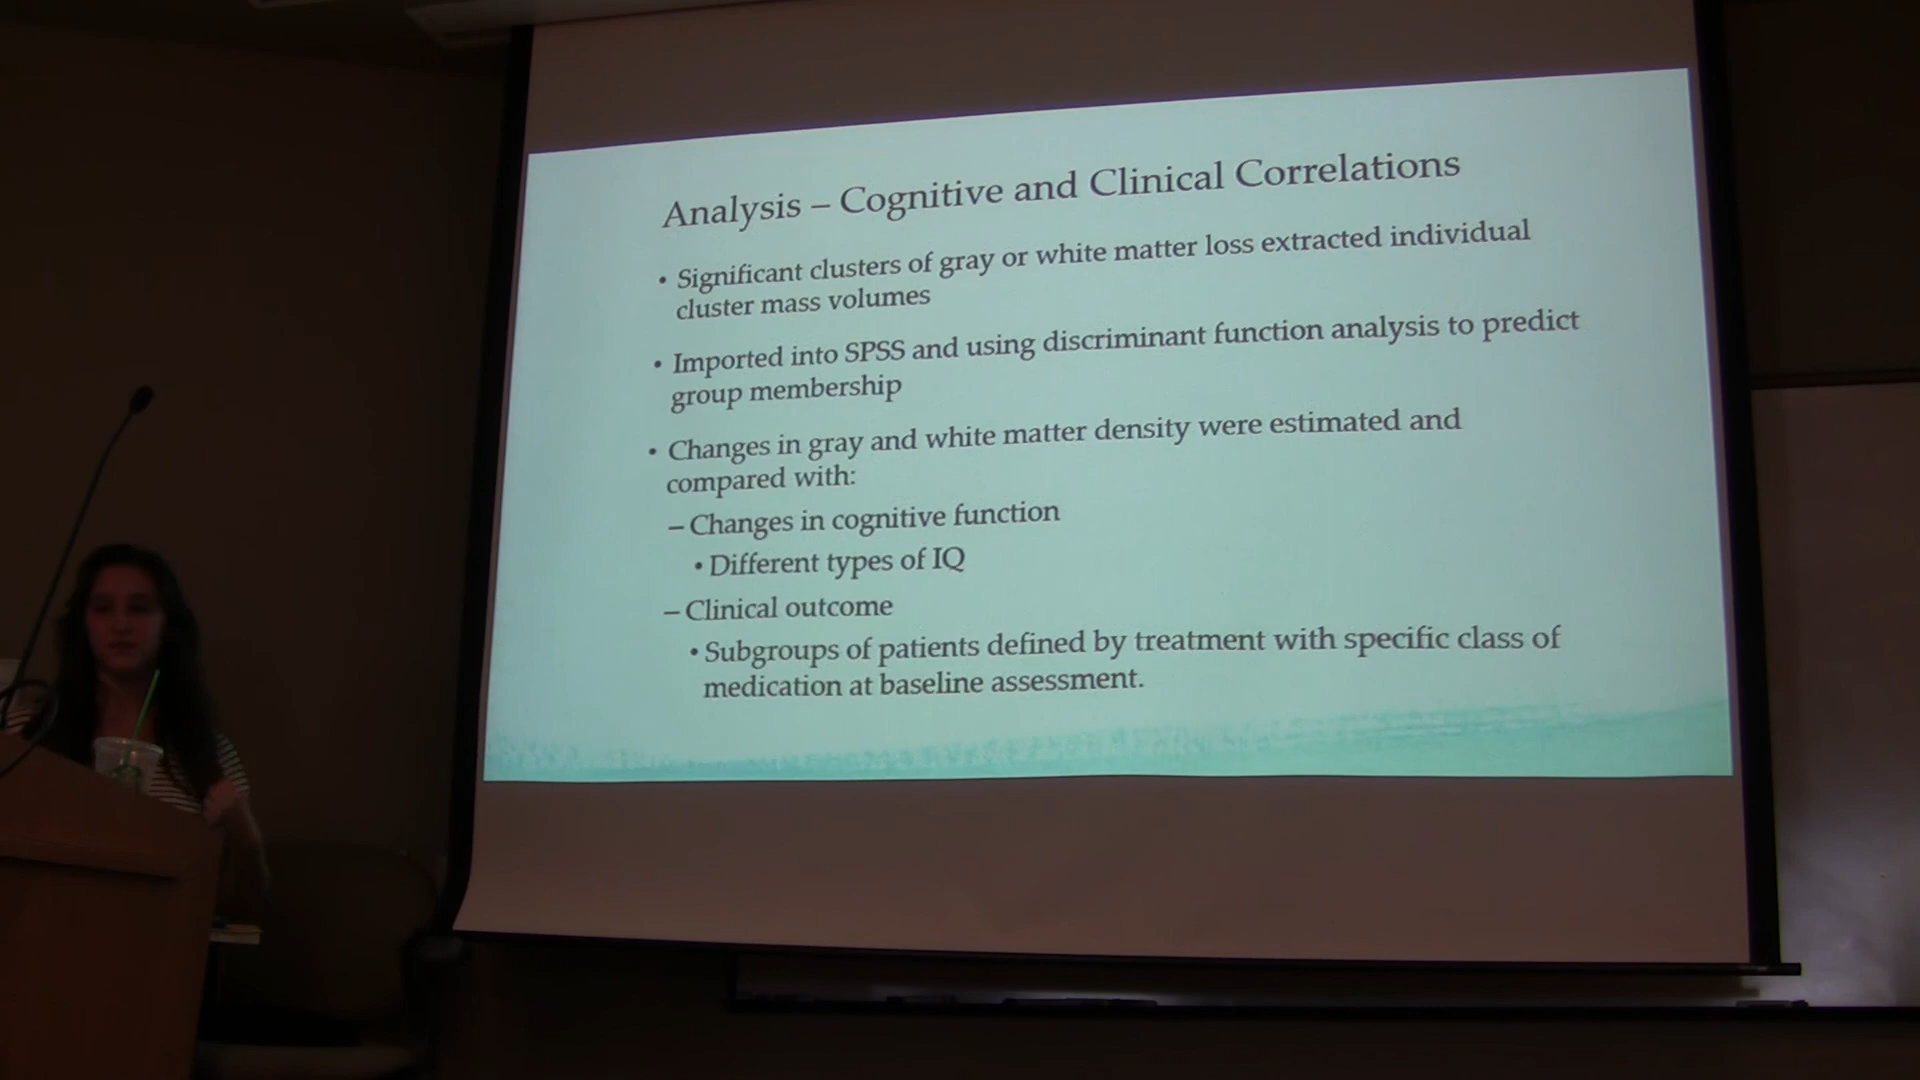 Analysis – Cognitive and Clinical Correlations
• Significant clusters of gray or white matter loss extracted individual
cluster mass volumes
• Imported into SPSS and using discriminant function analysis to predict
group membership
• Changes in gray and white matter density were estimated and
compared with:
– Changes in cognitive function
• Different types of IQ
– Clinical outcome
• Subgroups of patients defined by treatment with specific class of
medication at baseline assessment.